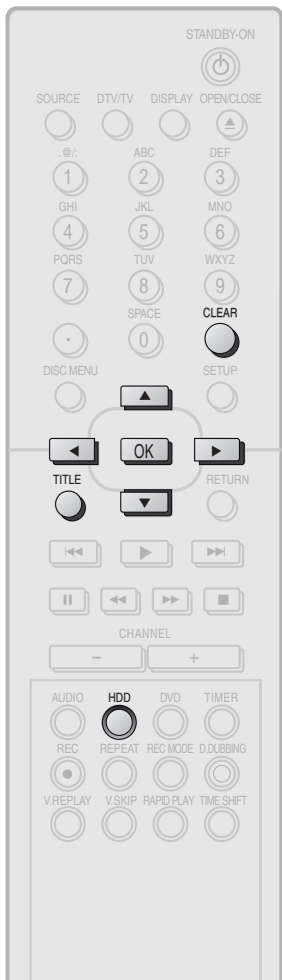 STANDBY-ON
SOURCE DTV/TV DISPLAY OPEN/CLOSE
.@/: ABC DEF
1 2 3
GHI JKL MNO
4 5 6
PQRS TUV WXYZ
7 8 9
SPACE CLEAR
. 0
DISC MENU SETUP
OK
TITLE RETURN
CHANNEL
– +
AUDIO HDD DVD TIMER
REC REPEAT REC MODE D.DUBBING
V.REPLAY V.SKIP RAPID PLAY TIME SHIFT